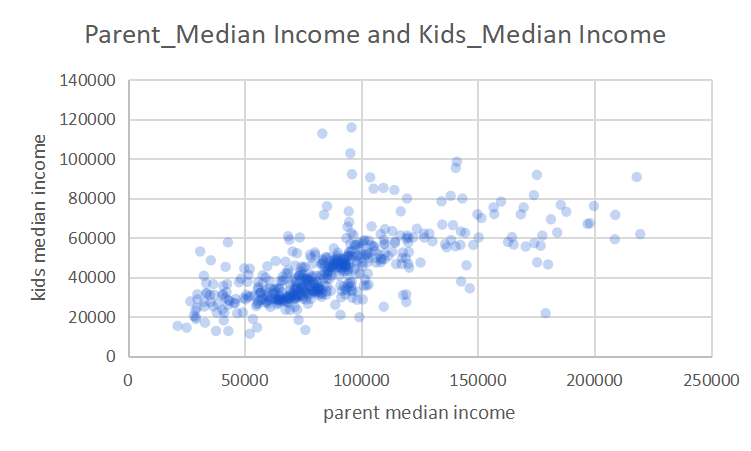 Parent_Median Income and Kids_Median Income
140000
120000
100000
80000
60000
40000
20000
0
kids median income
0 50000 100000 150000 200000 250000
parent median income